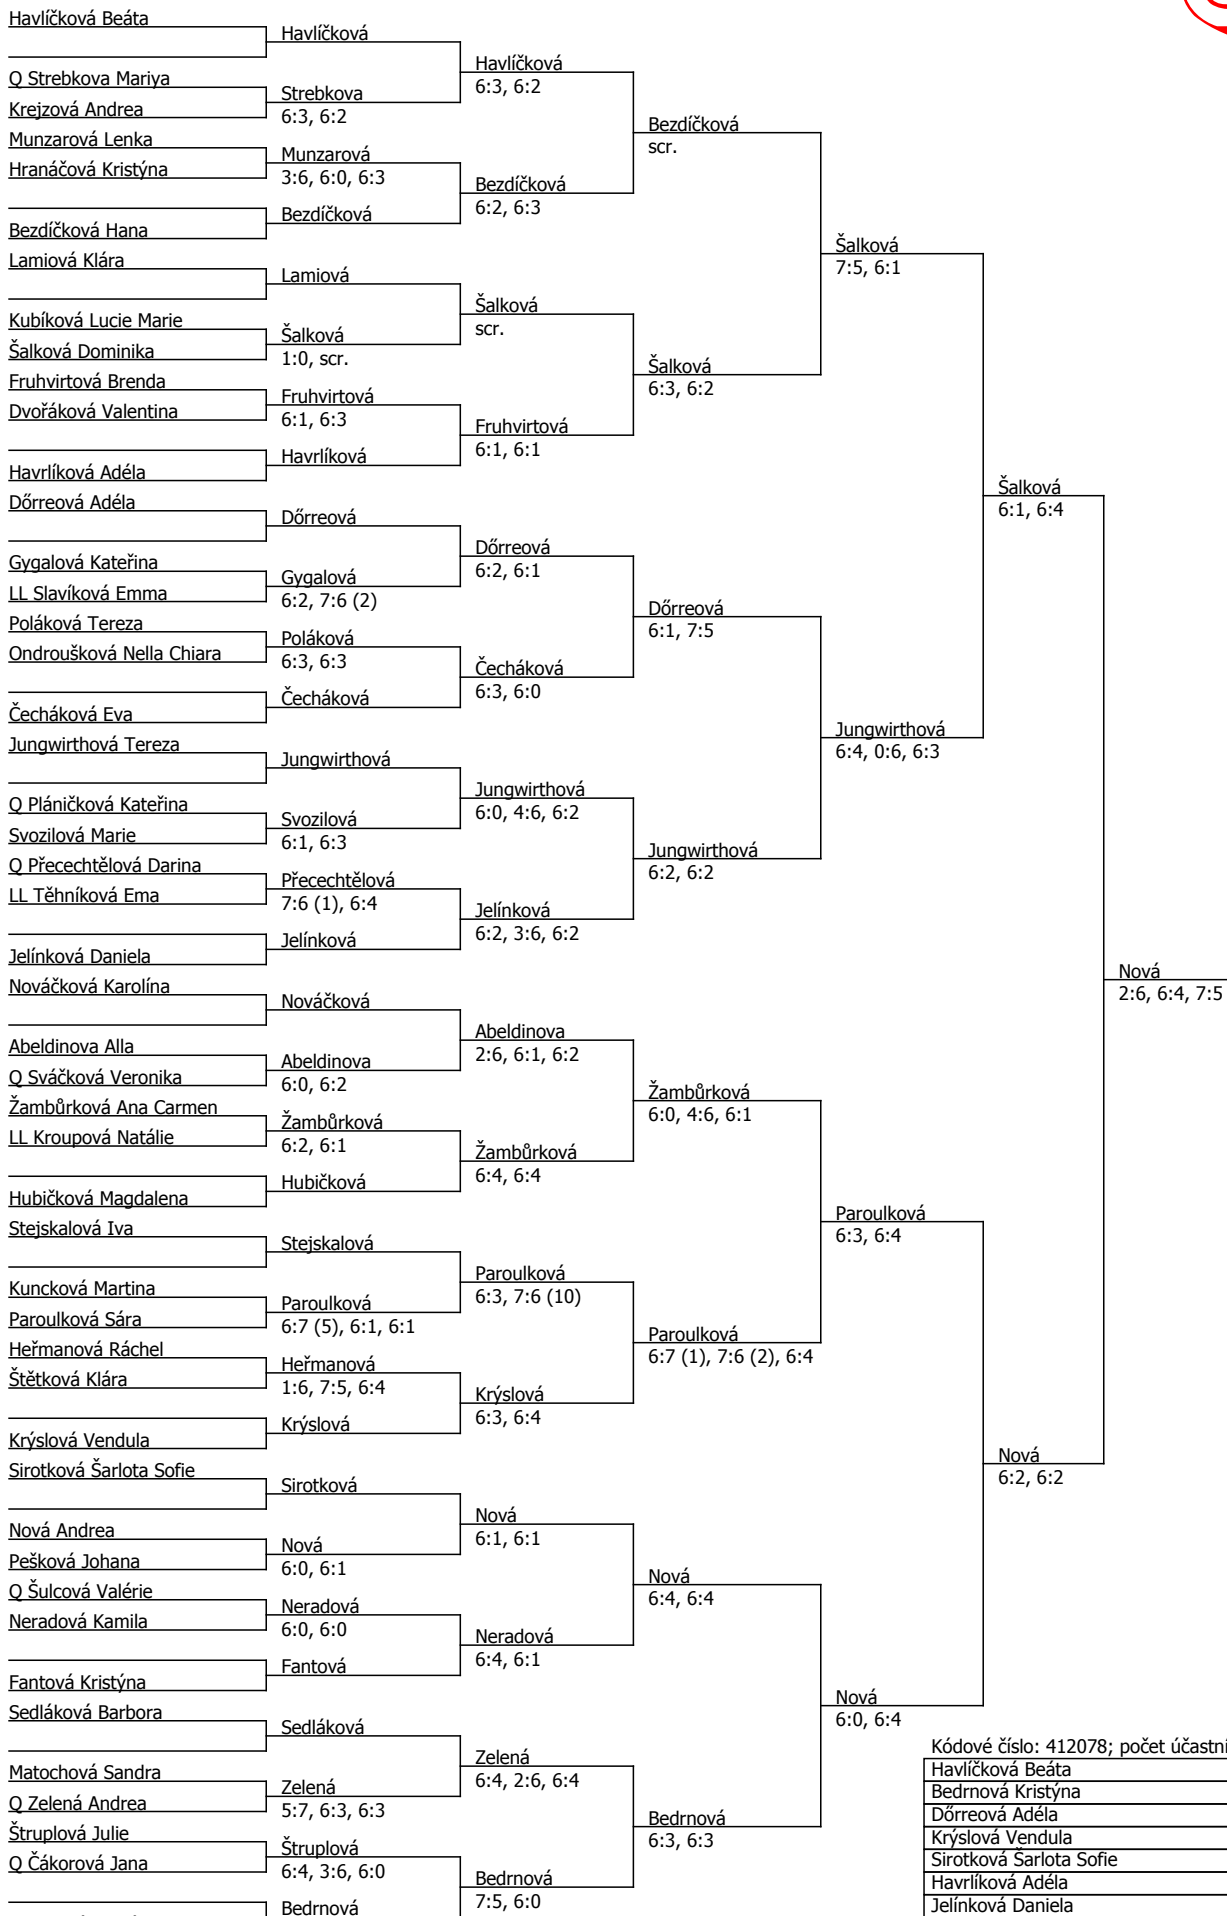 Havlíčková Beáta
Q Strebkova Mariya
Krejzová Andrea
Munzarová Lenka
Hranáčová Kristýna
Bezdíčková Hana
Lamiová Klára
Kubíková Lucie Marie
Šalková Dominika
Fruhvirtová Brenda
Dvořáková Valentina
Havrlíková Adéla
Dőrreová Adéla
Gygalová Kateřina
LL Slavíková Emma
Poláková Tereza
Ondroušková Nella Chiara
Čecháková Eva
Jungwirthová Tereza
Q Pláničková Kateřina
Svozilová Marie
Q Přecechtělová Darina
LL Těhníková Ema
Jelínková Daniela
Nováčková Karolína
Abeldinova Alla
Q Sváčková Veronika
Žambůrková Ana Carmen
LL Kroupová Natálie
Hubičková Magdalena
Stejskalová Iva
Kuncková Martina
Paroulková Sára
Heřmanová Ráchel
Štětková Klára
Krýslová Vendula
Sirotková Šarlota Sofie
Nová Andrea
Pešková Johana
Q Šulcová Valérie
Neradová Kamila
Fantová Kristýna
Sedláková Barbora
Matochová Sandra
Q Zelená Andrea
Štruplová Julie
Q Čákorová Jana
Havlíčková
Strebkova
6:3, 6:2
Munzarová
3:6, 6:0, 6:3
Bezdíčková
Lamiová
Šalková
1:0, scr.
Fruhvirtová
6:1, 6:3
Havrlíková
Dőrreová
Gygalová
6:2, 7:6 (2)
Poláková
6:3, 6:3
Čecháková
Jungwirthová
Svozilová
6:1, 6:3
Přecechtělová
7:6 (1), 6:4
Jelínková
Nováčková
Abeldinova
6:0, 6:2
Žambůrková
6:2, 6:1
Hubičková
Stejskalová
Paroulková
6:7 (5), 6:1, 6:1
Heřmanová
1:6, 7:5, 6:4
Krýslová
Sirotková
Nová
6:0, 6:1
Neradová
6:0, 6:0
Fantová
Sedláková
Zelená
5:7, 6:3, 6:3
Štruplová
6:4, 3:6, 6:0
Bedrnová
Havlíčková
6:3, 6:2
Bezdíčková
6:2, 6:3
Šalková
scr.
Fruhvirtová
6:1, 6:1
Dőrreová
6:2, 6:1
Čecháková
6:3, 6:0
Jungwirthová
6:0, 4:6, 6:2
Jelínková
6:2, 3:6, 6:2
Abeldinova
2:6, 6:1, 6:2
Žambůrková
6:4, 6:4
Paroulková
6:3, 7:6 (10)
Krýslová
6:3, 6:4
Nová
6:1, 6:1
Neradová
6:4, 6:1
Zelená
6:4, 2:6, 6:4
Bedrnová
7:5, 6:0
Bezdíčková
scr.
Šalková
6:3, 6:2
Dőrreová
6:1, 7:5
Jungwirthová
6:2, 6:2
Žambůrková
6:0, 4:6, 6:1
Paroulková
6:7 (1), 7:6 (2), 6:4
Nová
6:4, 6:4
Bedrnová
6:3, 6:3
Šalková
7:5, 6:1
Jungwirthová
6:4, 0:6, 6:3
Paroulková
6:3, 6:4
Nová
6:0, 6:4
Šalková
6:1, 6:4
Nová
6:2, 6:2
Nová
2:6, 6:4, 7:5
Kódové číslo: 412078; počet účastní
Havlíčková Beáta
Bedrnová Kristýna
Dőrreová Adéla
Krýslová Vendula
Sirotková Šarlota Sofie
Havrlíková Adéla
Jelínková Daniela